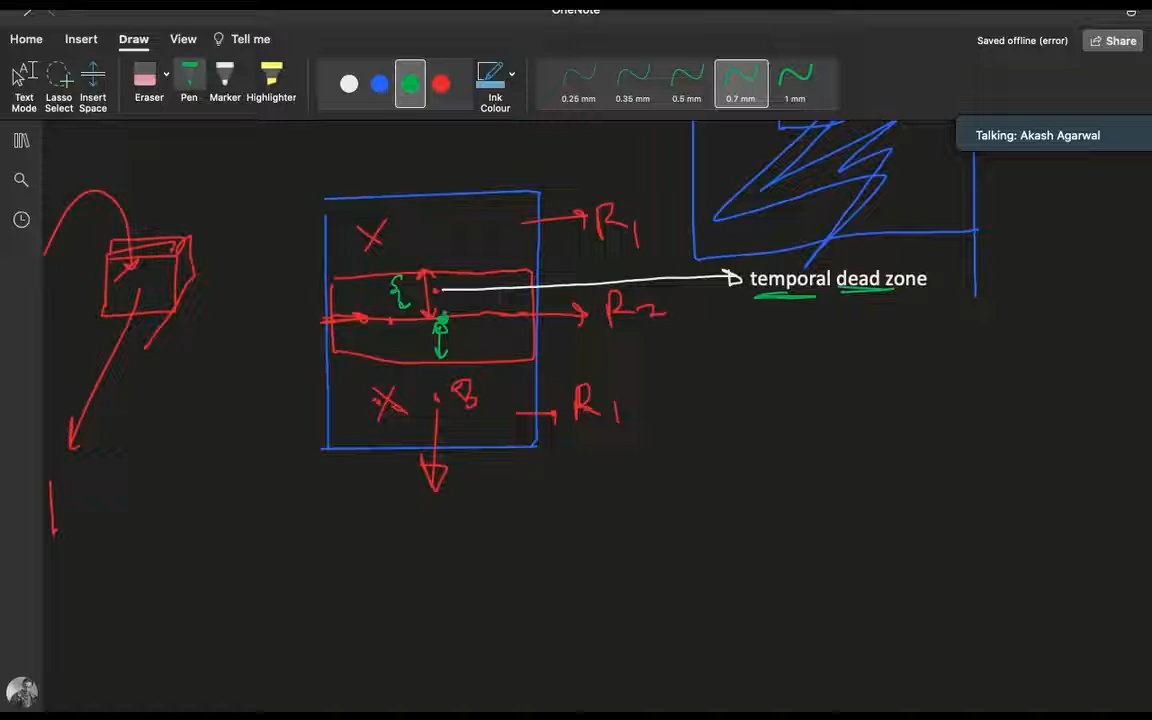 OneNote
Home Insert Draw View Tell me
Saved offline (error) Share
Text Mode
Lasso Select
Insert Space
Eraser
Pen
Marker
Highlighter
Ink Colour
0.25 mm 0.35 mm 0.5 mm 0.7 mm 1 mm
Talking: Akash Agarwal
X R1
temporal dead zone
R2
X R1